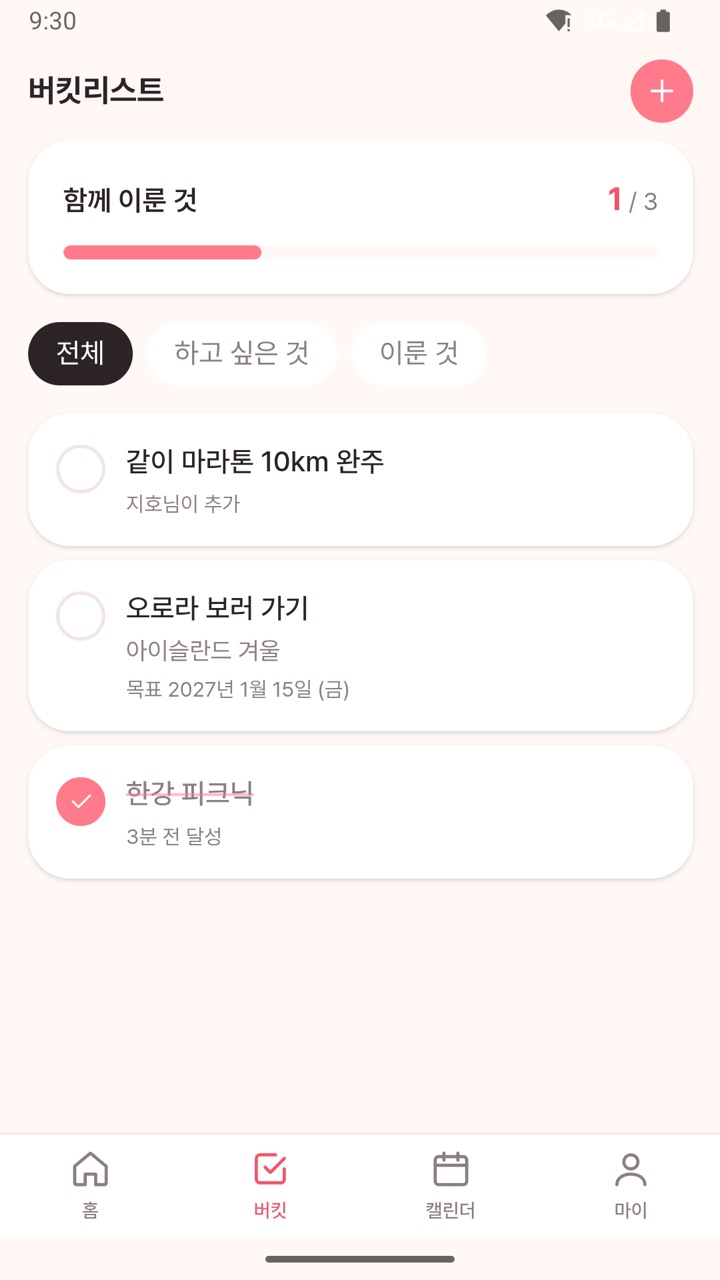 9:30
3G
버킷리스트
함께 이룬 것
1 / 3
전체
하고 싶은 것
이룬 것
같이 마라톤 10km 완주
지호님이 추가
오로라 보러 가기
아이슬란드 겨울
목표 2027년 1월 15일 (금)
한강 피크닉
3분 전 달성
홈
버킷
캘린더
마이